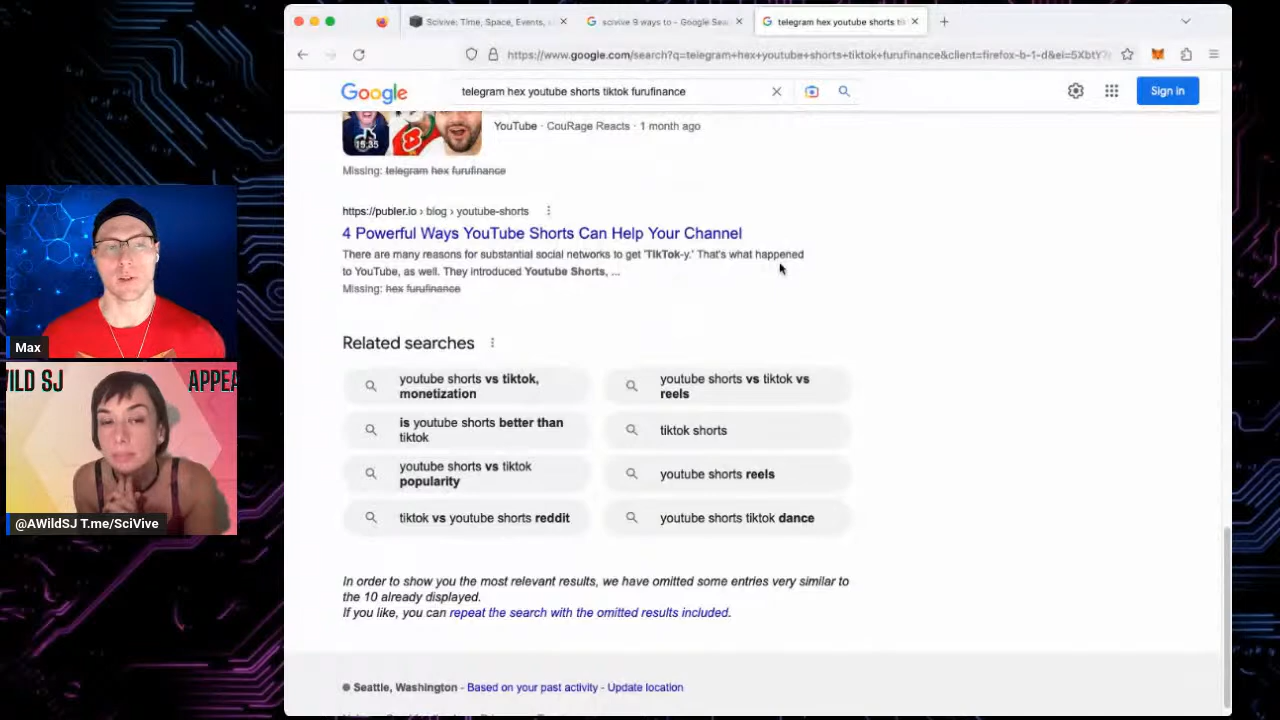 Scivive: Time, Space, Events,
scivive 9 ways to - Google Sea
telegram hex youtube shorts ti
https://www.google.com/search?q=telegram+hex+youtube+shorts+tiktok+furufinance&client=firefox-b-1-d&ei=5XbtY
Google
telegram hex youtube shorts tiktok furufinance
Sign in
15:35
YouTube · CouRage Reacts · 1 month ago
Missing: telegram hex furufinance
https://publer.io › blog › youtube-shorts
4 Powerful Ways YouTube Shorts Can Help Your Channel
There are many reasons for substantial social networks to get 'TikTok-y.' That's what happened
to YouTube, as well. They introduced Youtube Shorts, ...
Missing: hex furufinance
Related searches
youtube shorts vs tiktok,
monetization
youtube shorts vs tiktok vs
reels
is youtube shorts better than
tiktok
tiktok shorts
youtube shorts vs tiktok
popularity
youtube shorts reels
tiktok vs youtube shorts reddit
youtube shorts tiktok dance
In order to show you the most relevant results, we have omitted some entries very similar to
the 10 already displayed.
If you like, you can repeat the search with the omitted results included.
Seattle, Washington - Based on your past activity - Update location
Max
WILD SJ
APPEA
@AWildSJ T.me/SciVive